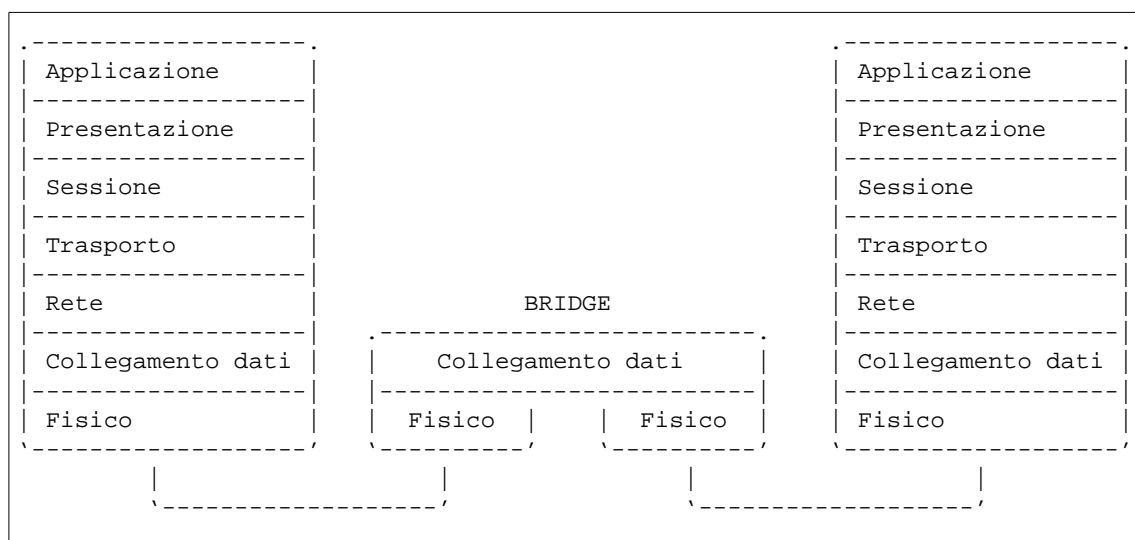 Applicazione Applicazione
Presentazione Presentazione
Sessione Sessione
Trasporto Trasporto
Rete BRIDGE Rete
Collegamento dati Collegamento dati Collegamento dati
Fisico Fisico Fisico Fisico